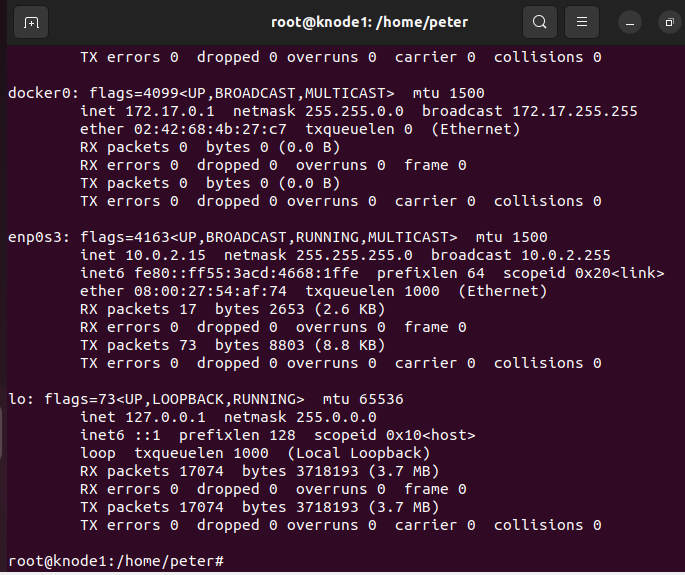 root@knode1: /home/peter
TX errors 0  dropped 0 overruns 0  carrier 0  collisions 0
docker0: flags=4099<UP,BROADCAST,MULTICAST>  mtu 1500
inet 172.17.0.1  netmask 255.255.0.0  broadcast 172.17.255.255
ether 02:42:68:4b:27:c7  txqueuelen 0  (Ethernet)
RX packets 0  bytes 0 (0.0 B)
RX errors 0  dropped 0  overruns 0  frame 0
TX packets 0  bytes 0 (0.0 B)
TX errors 0  dropped 0 overruns 0  carrier 0  collisions 0
enp0s3: flags=4163<UP,BROADCAST,RUNNING,MULTICAST>  mtu 1500
inet 10.0.2.15  netmask 255.255.255.0  broadcast 10.0.2.255
inet6 fe80::ff55:3acd:4668:1ffe  prefixlen 64  scopeid 0x20<link>
ether 08:00:27:54:af:74  txqueuelen 1000  (Ethernet)
RX packets 17  bytes 2653 (2.6 KB)
RX errors 0  dropped 0  overruns 0  frame 0
TX packets 73  bytes 8803 (8.8 KB)
TX errors 0  dropped 0 overruns 0  carrier 0  collisions 0
lo: flags=73<UP,LOOPBACK,RUNNING>  mtu 65536
inet 127.0.0.1  netmask 255.0.0.0
inet6 ::1  prefixlen 128  scopeid 0x10<host>
loop  txqueuelen 1000  (Local Loopback)
RX packets 17074  bytes 3718193 (3.7 MB)
RX errors 0  dropped 0  overruns 0  frame 0
TX packets 17074  bytes 3718193 (3.7 MB)
TX errors 0  dropped 0 overruns 0  carrier 0  collisions 0
root@knode1:/home/peter#